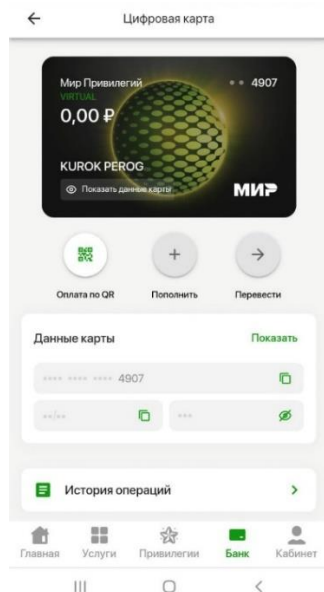 Цифровая карта
Мир Привилегий
•• 4907
VIRTUAL
0,00 ₽
KUROK PEROG
Показать данные карты
МИР
Оплата по QR
Пополнить
Перевести
Данные карты
Показать
•••• •••• •••• 4907
••/••
•••
История операций
Главная
Услуги
Привилегии
Банк
Кабинет